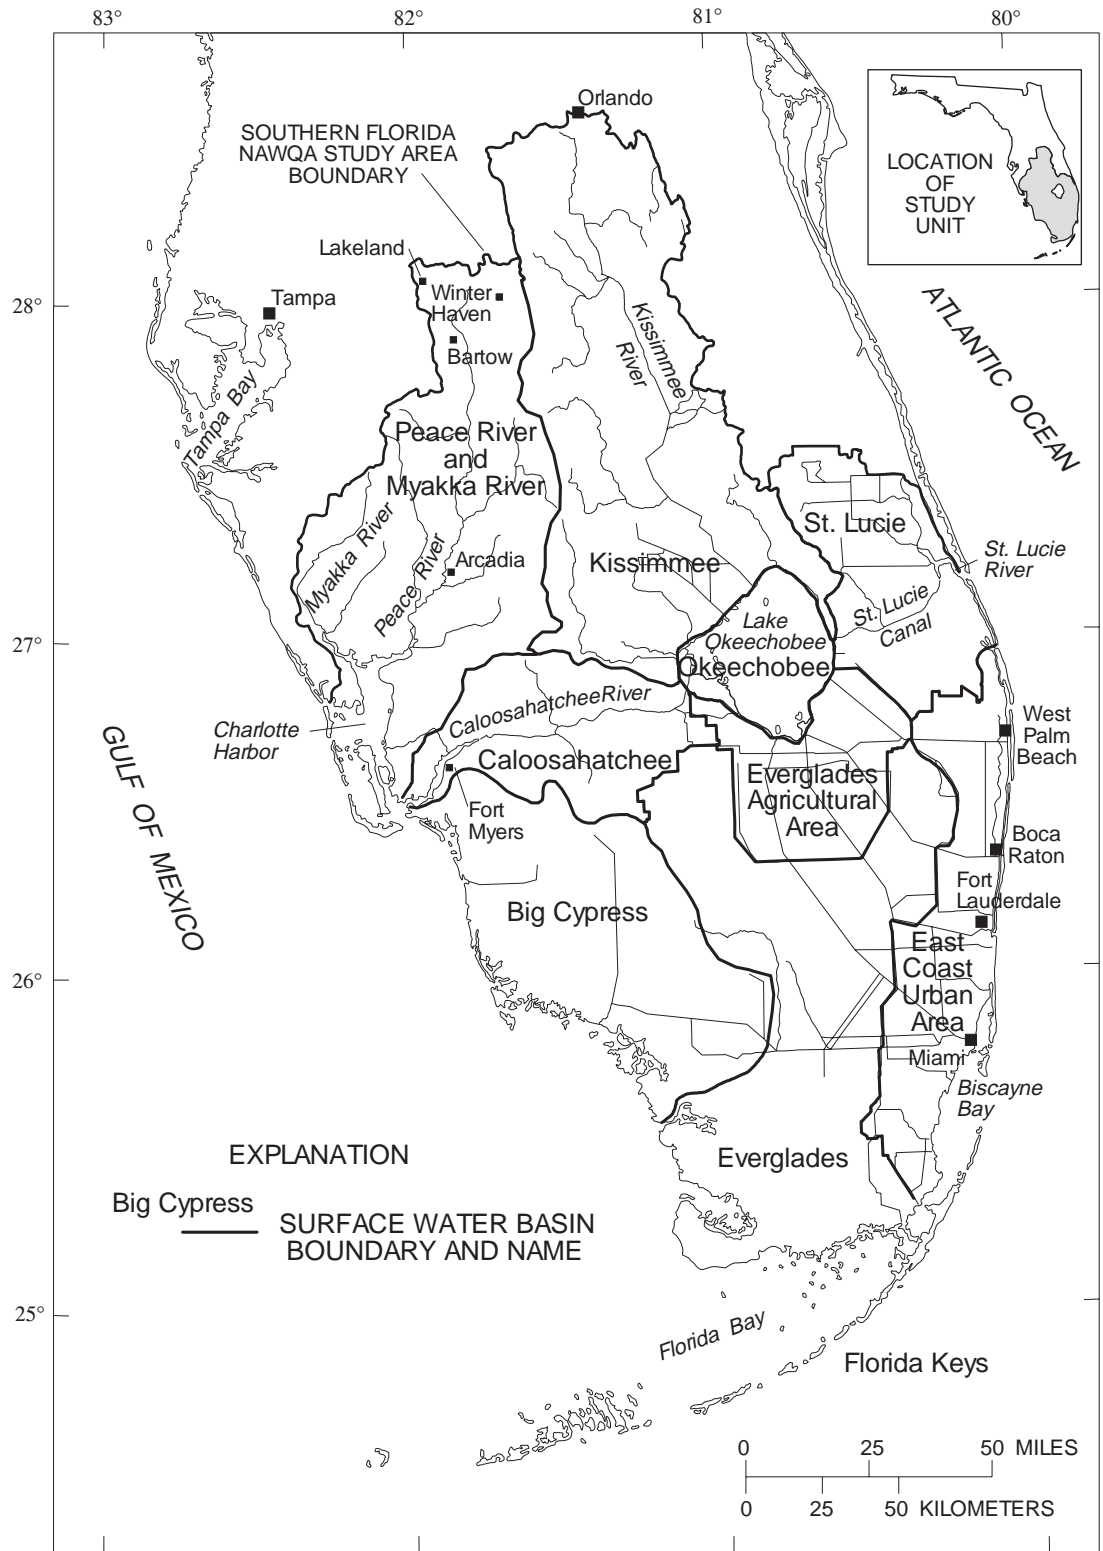 83°
82°
81°
80°
Orlando
SOUTHERN FLORIDA
NAWQA STUDY AREA
BOUNDARY
LOCATION
OF
STUDY
UNIT
Lakeland
28°
Tampa
Winter
Haven
Bartow
Kissimmee
River
ATLANTIC OCEAN
Tampa Bay
Peace River
and
Myakka River
St. Lucie
Myakka River
Peace River
Arcadia
Kissimmee
St. Lucie
River
St. Lucie
Canal
27°
Lake
Okeechobee
Okeechobee
Caloosahatchee River
Charlotte
Harbor
GULF OF MEXICO
West
Palm
Beach
Caloosahatchee
Everglades
Agricultural
Area
Fort
Myers
Boca
Raton
Fort
Lauderdale
Big Cypress
East
Coast
Urban
Area
26°
Miami
Biscayne
Bay
EXPLANATION
Everglades
Big Cypress
SURFACE WATER BASIN
BOUNDARY AND NAME
25°
Florida Bay
Florida Keys
0 25 50 MILES
0 25 50 KILOMETERS